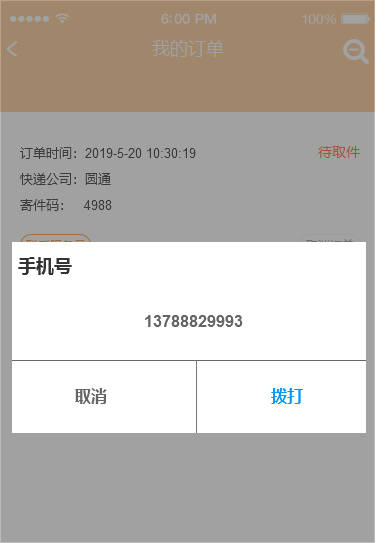 6:00 PM 100%
我的订单
订单时间：2019-5-20 10:30:19 待取件
快递公司：圆通
寄件码： 4988
手机号
13788829993
取消 拨打